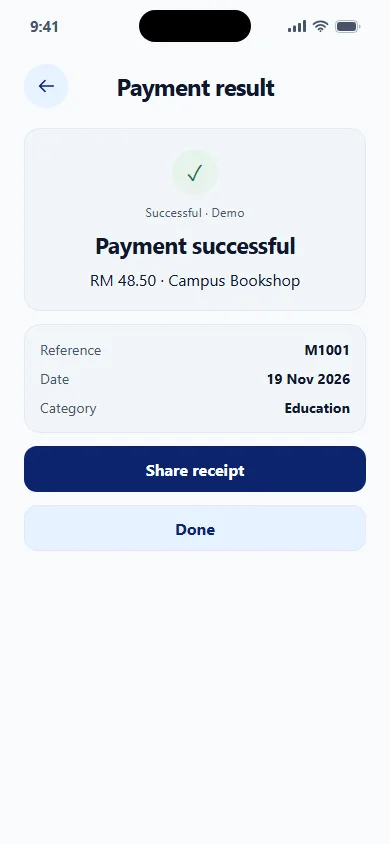 9:41
Payment result
Successful · Demo
Payment successful
RM 48.50 · Campus Bookshop
Reference M1001
Date 19 Nov 2026
Category Education
Share receipt
Done